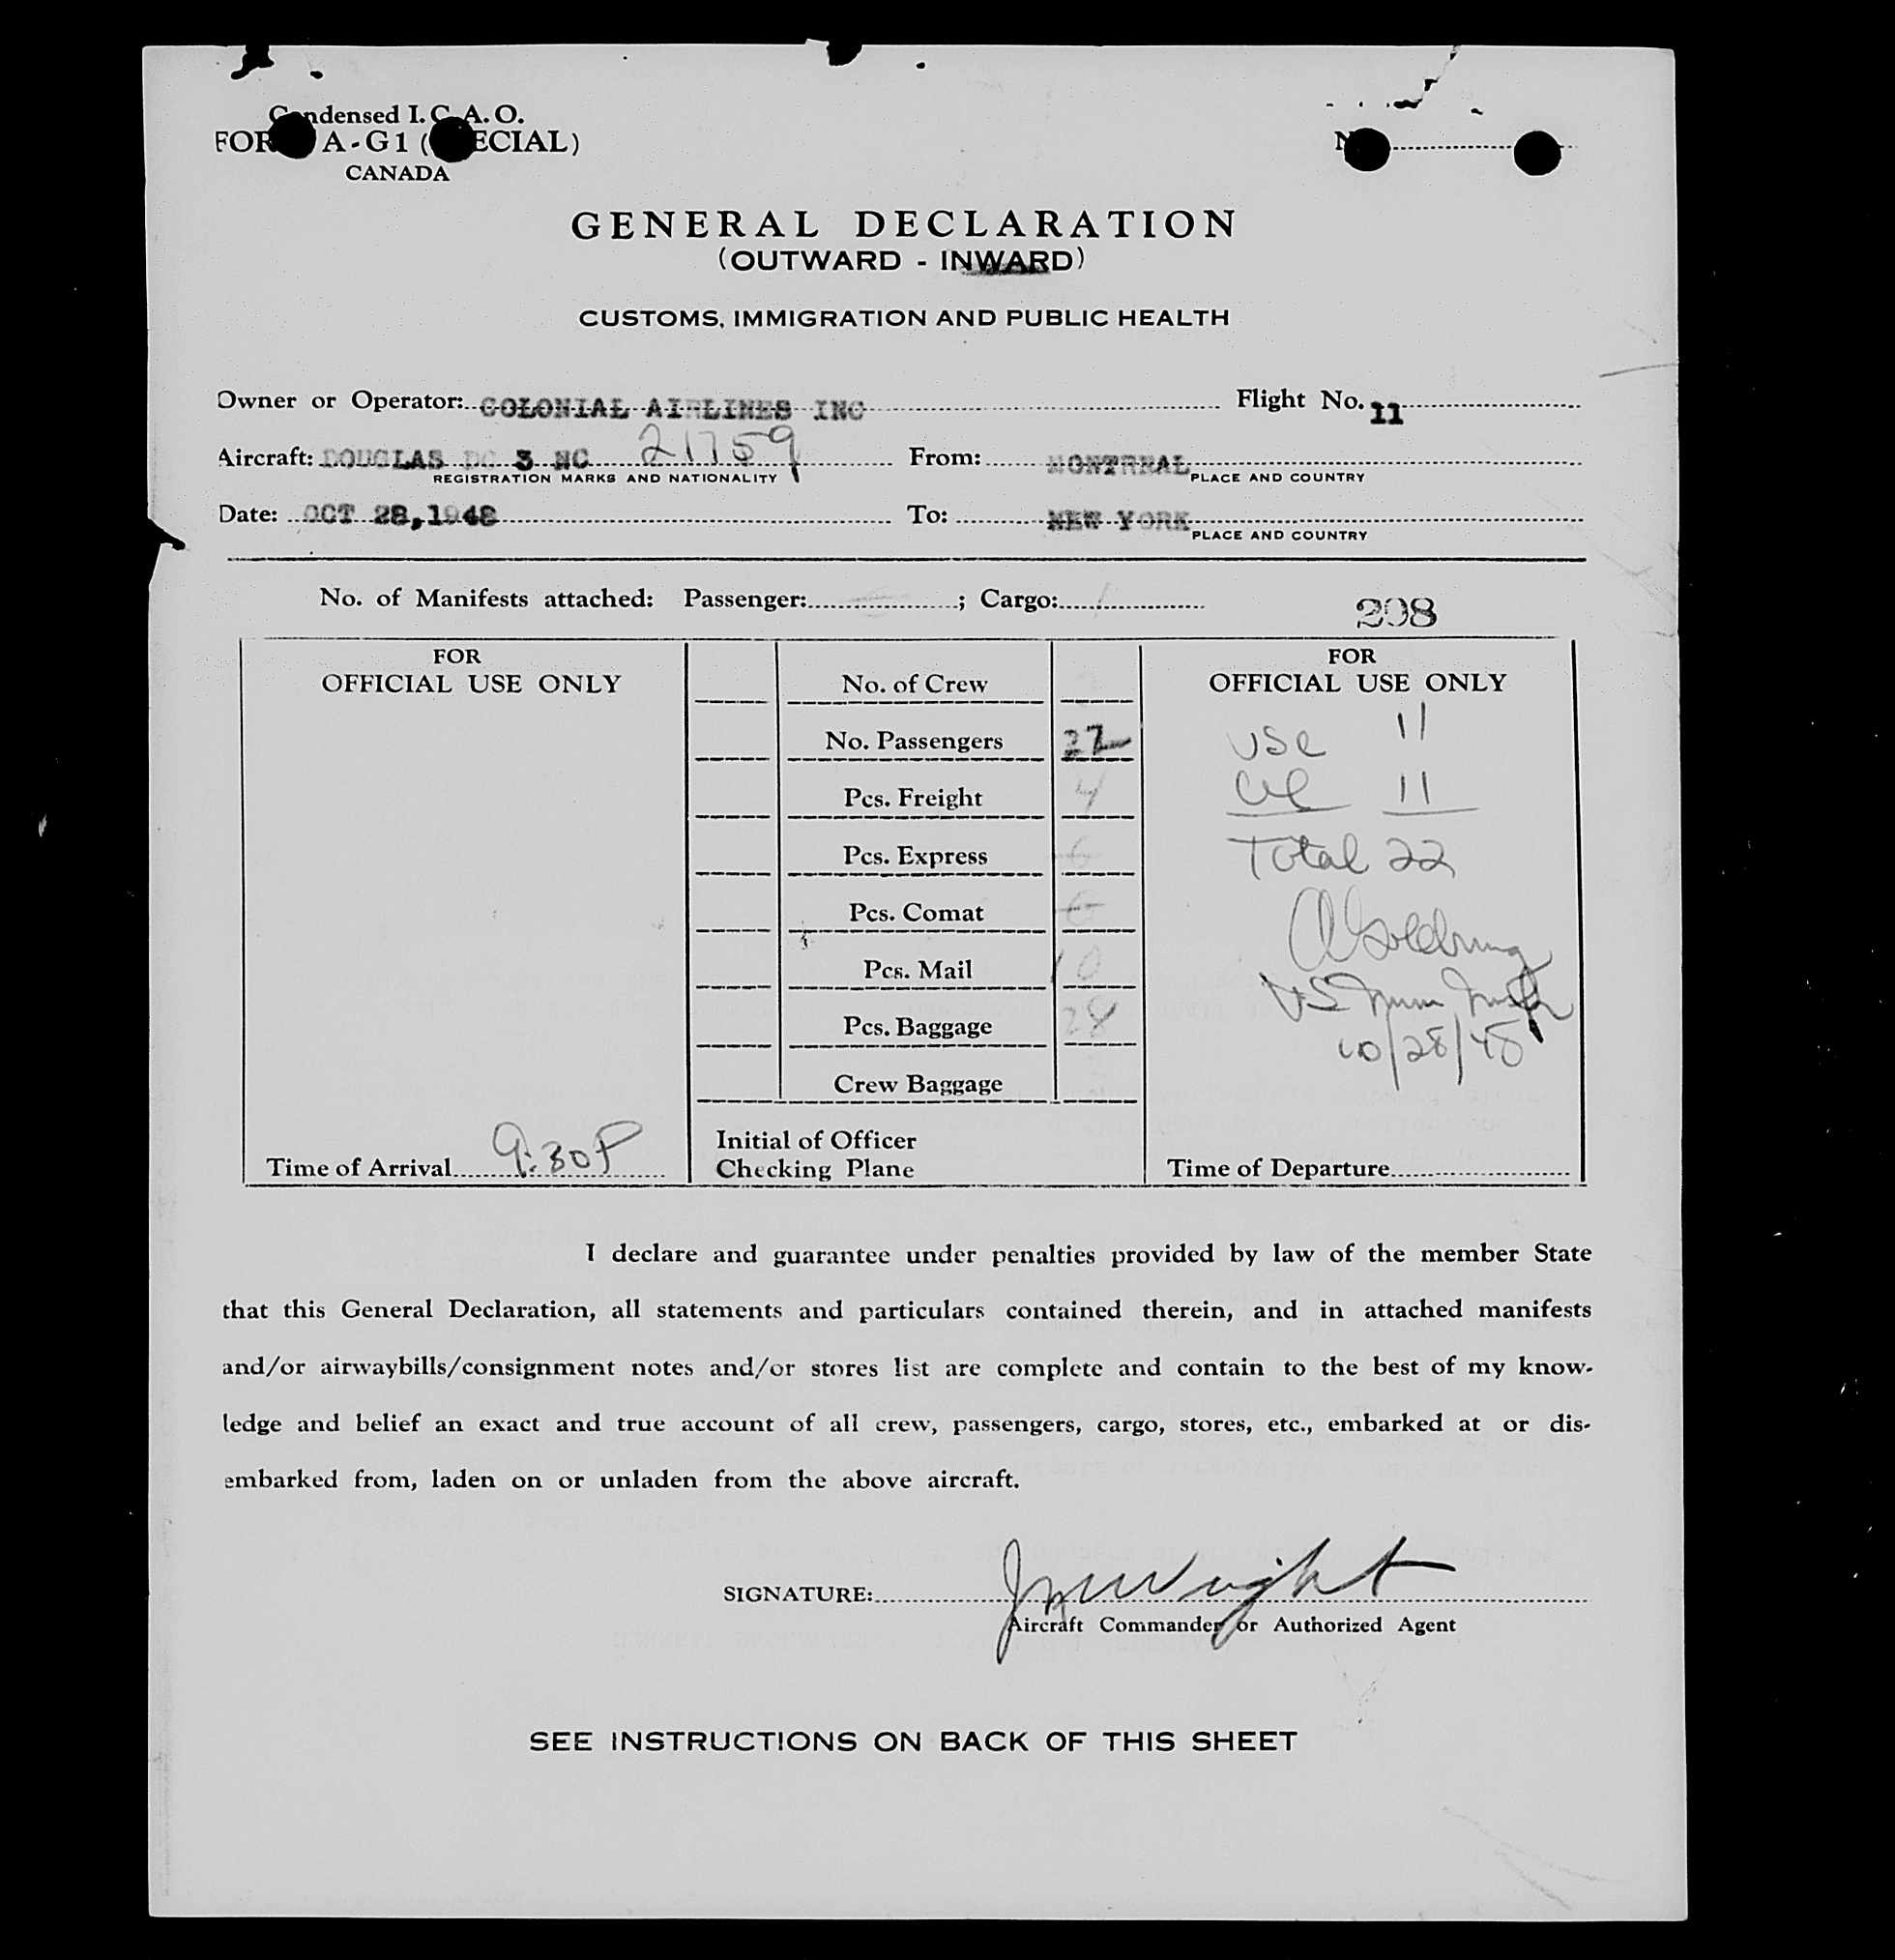 Condensed I. C. A. O.
FORM A-G1 (SPECIAL)
CANADA
No.
GENERAL DECLARATION
(OUTWARD - INWARD)
CUSTOMS, IMMIGRATION AND PUBLIC HEALTH
Owner or Operator: COLONIAL AIRLINES INC Flight No. 11
Aircraft: DOUGLAS DC 3 NC 21759 From: MONTREAL
REGISTRATION MARKS AND NATIONALITY PLACE AND COUNTRY
Date: OCT 28,1948 To: NEW YORK
PLACE AND COUNTRY
No. of Manifests attached: Passenger: ; Cargo: 1
298
FOR
OFFICIAL USE ONLY
Time of Arrival 9:30P
No. of Crew
No. Passengers 22
Pcs. Freight 4
Pcs. Express
Pcs. Comat
Pcs. Mail 10
Pcs. Baggage 28
Crew Baggage
Initial of Officer
Checking Plane
FOR
OFFICIAL USE ONLY
USC 11
11
Total 22
10/28/48
Time of Departure
I declare and guarantee under penalties provided by law of the member State
that this General Declaration, all statements and particulars contained therein, and in attached manifests
and/or airwaybills/consignment notes and/or stores list are complete and contain to the best of my know-
ledge and belief an exact and true account of all crew, passengers, cargo, stores, etc., embarked at or dis-
embarked from, laden on or unladen from the above aircraft.
SIGNATURE: Wright
Aircraft Commander or Authorized Agent
SEE INSTRUCTIONS ON BACK OF THIS SHEET